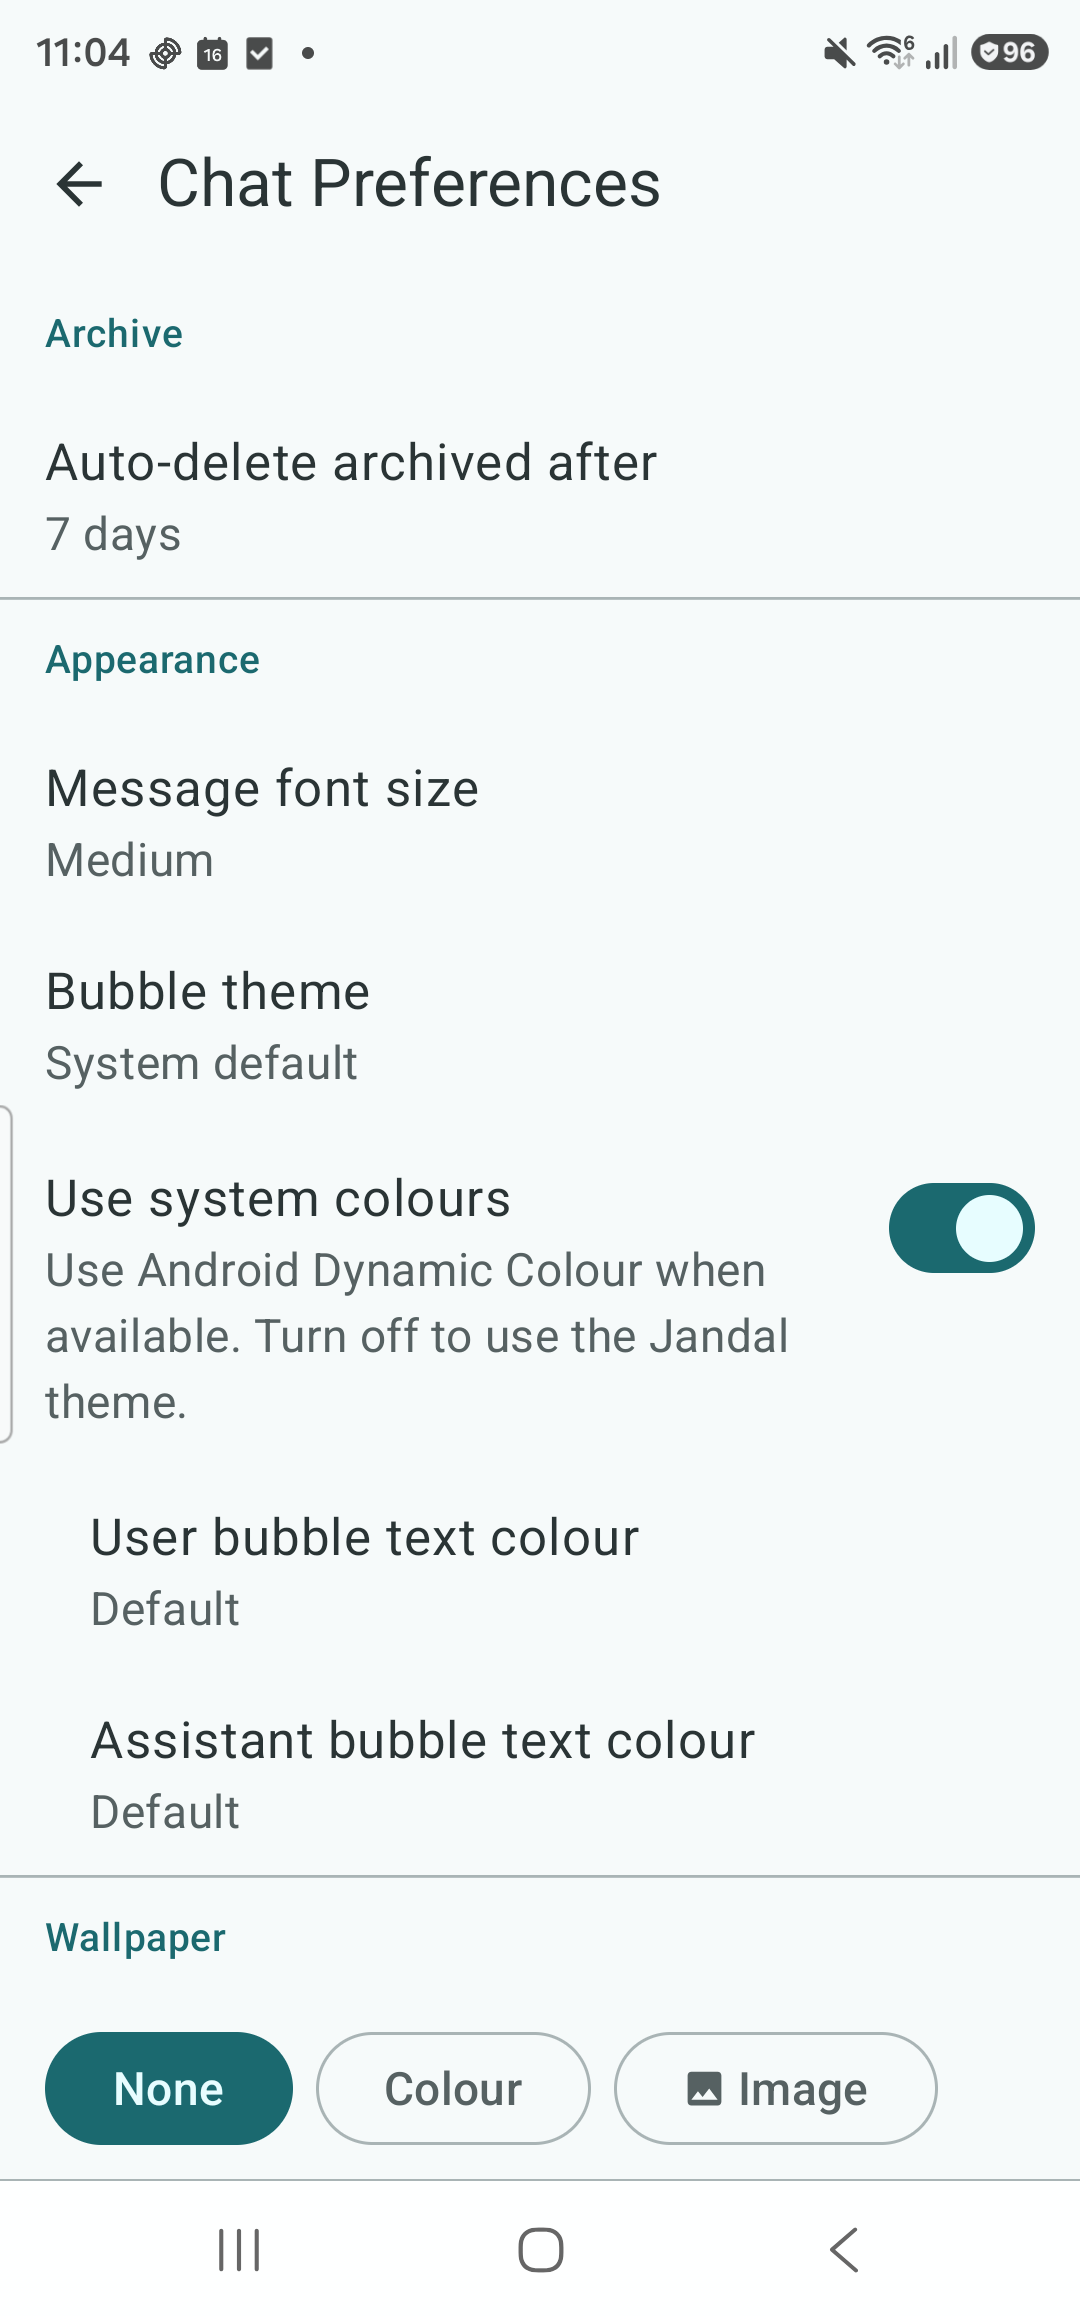 11:04
16
6
96
Chat Preferences
Archive
Auto-delete archived after
7 days
Appearance
Message font size
Medium
Bubble theme
System default
Use system colours
Use Android Dynamic Colour when
available. Turn off to use the Jandal
theme.
User bubble text colour
Default
Assistant bubble text colour
Default
Wallpaper
None
Colour
Image